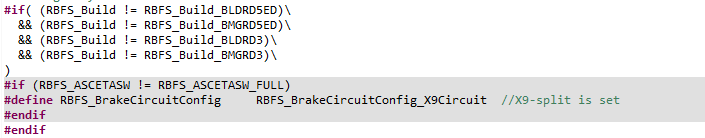 #if( (RBFS_Build != RBFS_Build_BLDRD5ED)\
  && (RBFS_Build != RBFS_Build_BMGRD5ED)\
  && (RBFS_Build != RBFS_Build_BLDRD3)\
  && (RBFS_Build != RBFS_Build_BMGRD3)\
)
#if (RBFS_ASCETASW != RBFS_ASCETASW_FULL)
#define RBFS_BrakeCircuitConfig     RBFS_BrakeCircuitConfig_X9Circuit  //X9-split is set
#endif
#endif